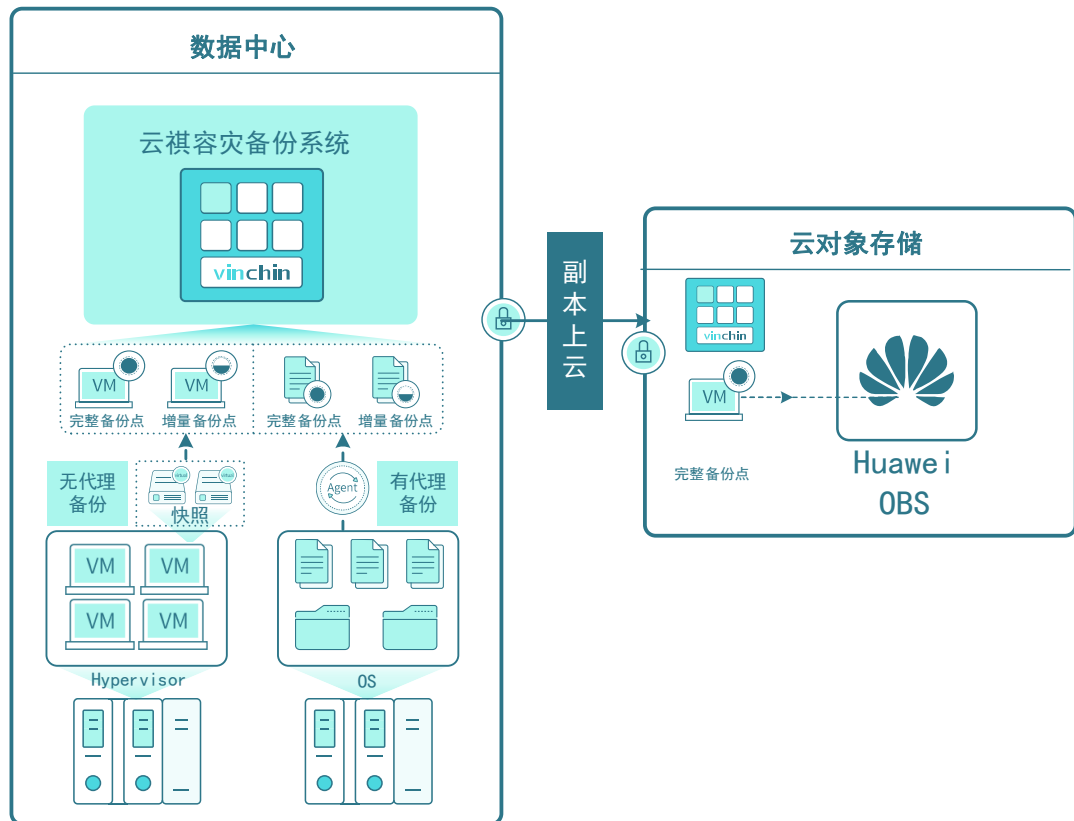 数据中心
云祺容灾备份系统
vinchin
VM
VM
完整备份点
增量备份点
完整备份点
增量备份点
无代理
备份
virtual
virtual
快照
Agent
有代理
备份
VM
VM
VM
VM
Hypervisor
OS
副本上云
云对象存储
vinchin
VM
完整备份点
Huawei
OBS